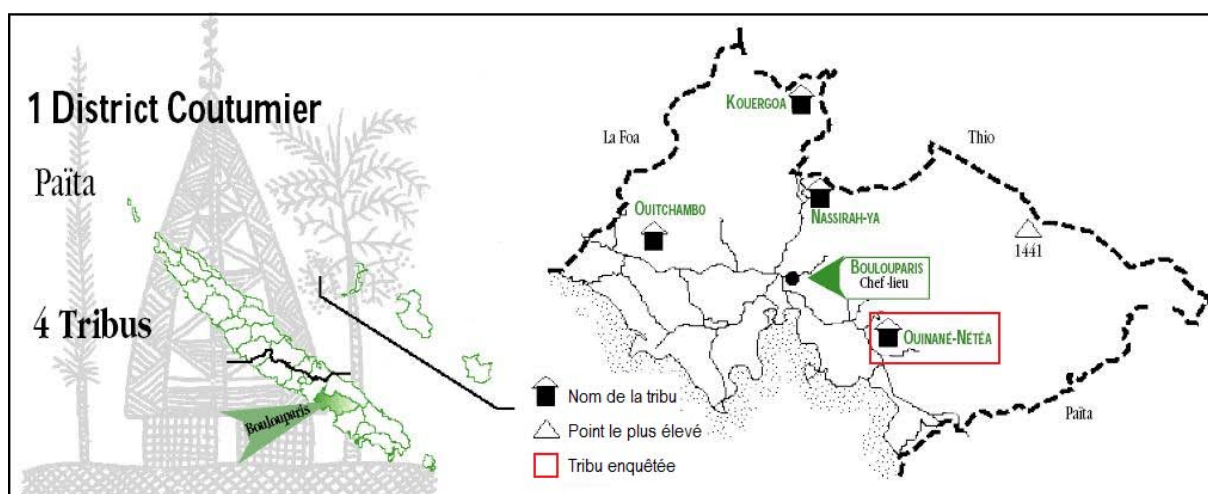 1 District Coutumier
Païta
4 Tribus
Boulouparis
La Foa
KOUERGOA
Thio
OUITCHAMBO
NASSIRAH-YA
1441
BOULOUPARIS
Chef-lieu
OUINANÉ-NÉTÉA
Païta
Nom de la tribu
Point le plus élevé
Tribu enquêtée